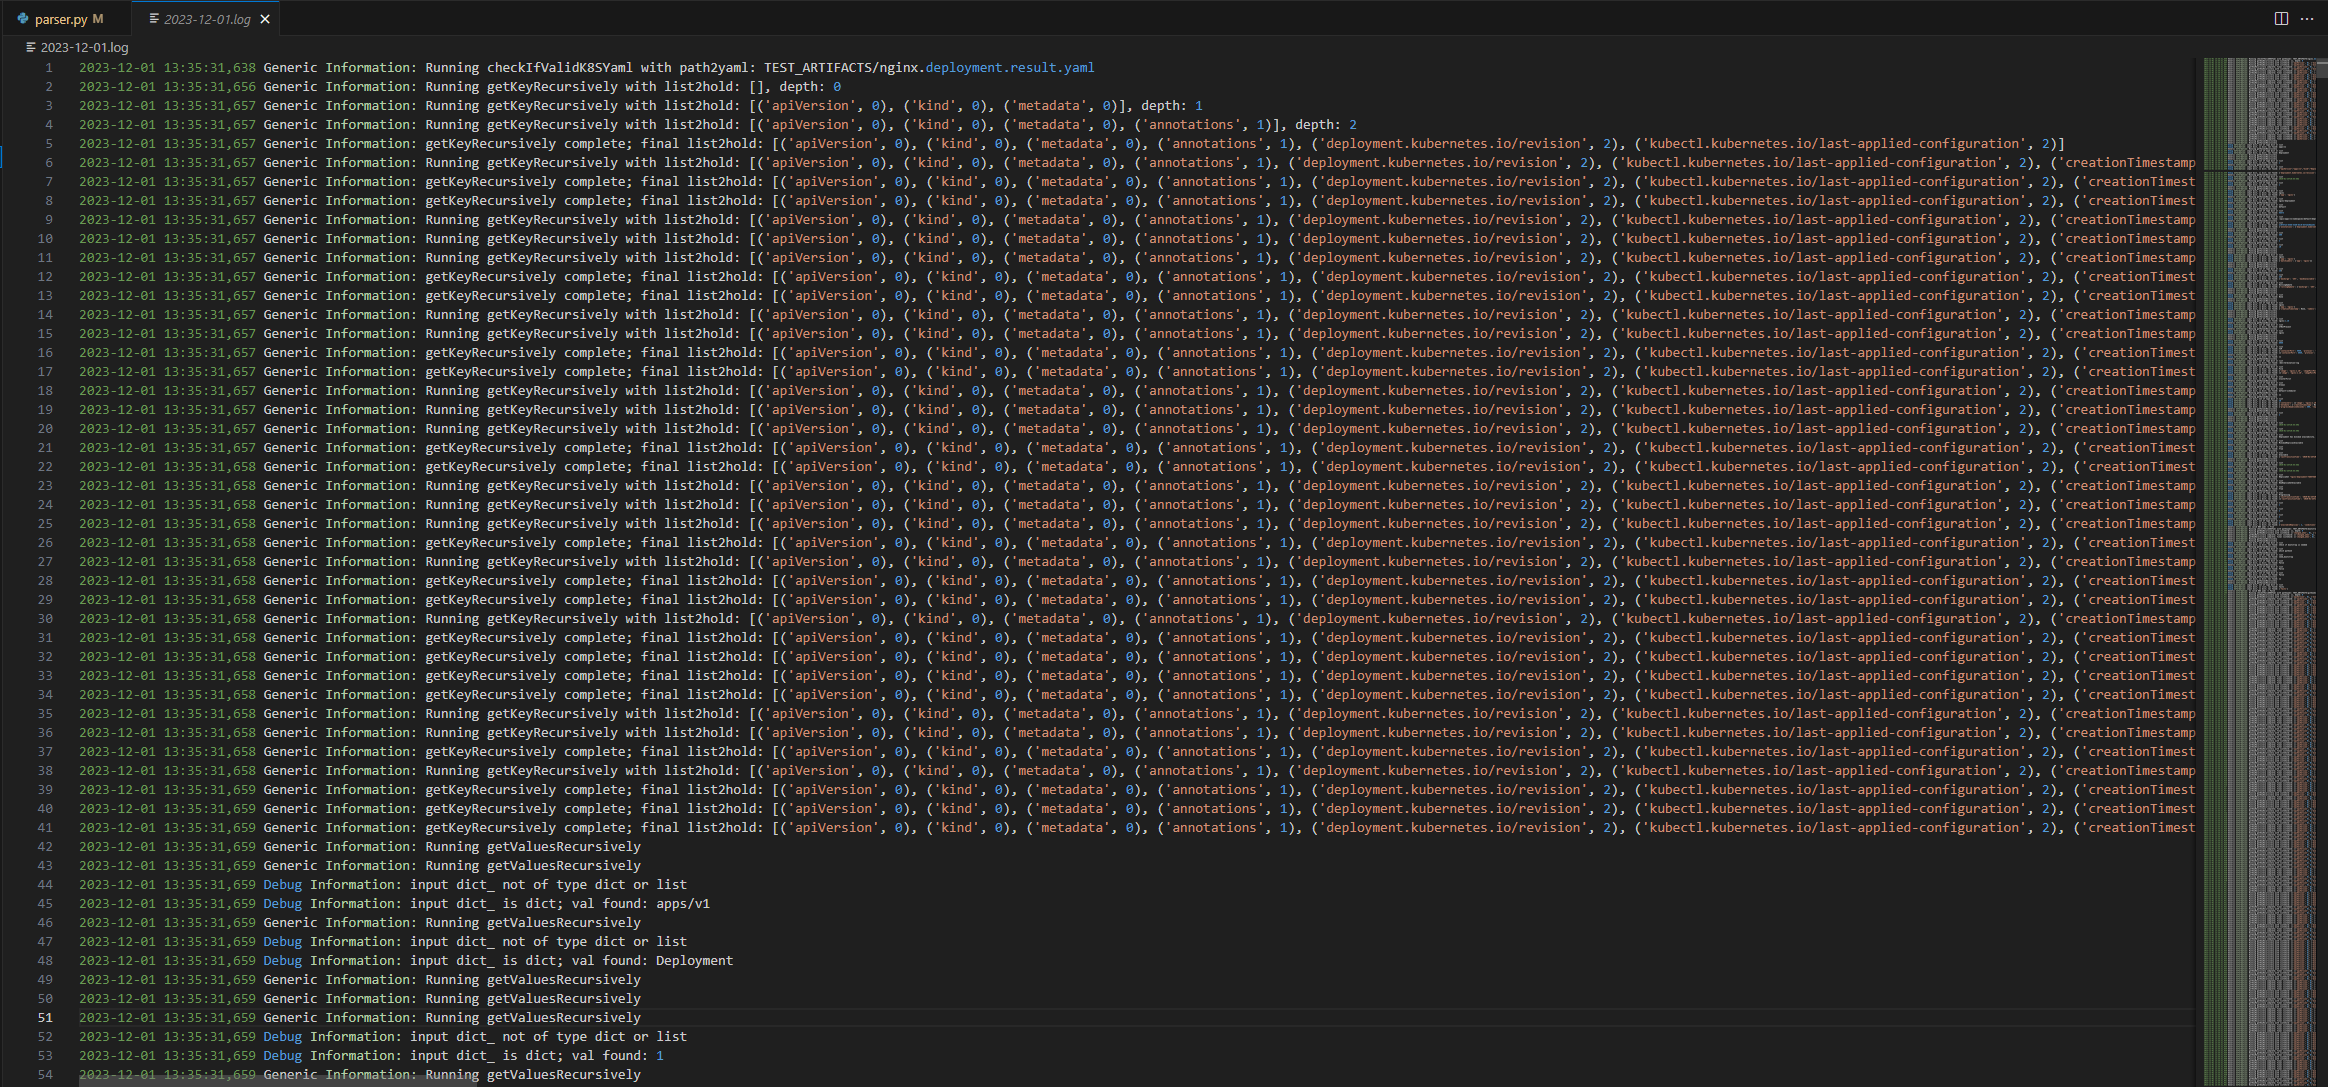 parser.py M
2023-12-01.log
2023-12-01.log
1 2023-12-01 13:35:31,638 Generic Information: Running checkIfValidK8SYaml with path2yaml: TEST_ARTIFACTS/nginx.deployment.result.yaml
2 2023-12-01 13:35:31,656 Generic Information: Running getKeyRecursively with list2hold: [], depth: 0
3 2023-12-01 13:35:31,657 Generic Information: Running getKeyRecursively with list2hold: [('apiVersion', 0), ('kind', 0), ('metadata', 0)], depth: 1
4 2023-12-01 13:35:31,657 Generic Information: Running getKeyRecursively with list2hold: [('apiVersion', 0), ('kind', 0), ('metadata', 0), ('annotations', 1)], depth: 2
5 2023-12-01 13:35:31,657 Generic Information: getKeyRecursively complete; final list2hold: [('apiVersion', 0), ('kind', 0), ('metadata', 0), ('annotations', 1), ('deployment.kubernetes.io/revision', 2), ('kubectl.kubernetes.io/last-applied-configuration', 2)]
6 2023-12-01 13:35:31,657 Generic Information: Running getKeyRecursively with list2hold: [('apiVersion', 0), ('kind', 0), ('metadata', 0), ('annotations', 1), ('deployment.kubernetes.io/revision', 2), ('kubectl.kubernetes.io/last-applied-configuration', 2), ('creationTimestamp
7 2023-12-01 13:35:31,657 Generic Information: getKeyRecursively complete; final list2hold: [('apiVersion', 0), ('kind', 0), ('metadata', 0), ('annotations', 1), ('deployment.kubernetes.io/revision', 2), ('kubectl.kubernetes.io/last-applied-configuration', 2), ('creationTimest
8 2023-12-01 13:35:31,657 Generic Information: getKeyRecursively complete; final list2hold: [('apiVersion', 0), ('kind', 0), ('metadata', 0), ('annotations', 1), ('deployment.kubernetes.io/revision', 2), ('kubectl.kubernetes.io/last-applied-configuration', 2), ('creationTimest
9 2023-12-01 13:35:31,657 Generic Information: Running getKeyRecursively with list2hold: [('apiVersion', 0), ('kind', 0), ('metadata', 0), ('annotations', 1), ('deployment.kubernetes.io/revision', 2), ('kubectl.kubernetes.io/last-applied-configuration', 2), ('creationTimestamp
10 2023-12-01 13:35:31,657 Generic Information: Running getKeyRecursively with list2hold: [('apiVersion', 0), ('kind', 0), ('metadata', 0), ('annotations', 1), ('deployment.kubernetes.io/revision', 2), ('kubectl.kubernetes.io/last-applied-configuration', 2), ('creationTimestamp
11 2023-12-01 13:35:31,657 Generic Information: Running getKeyRecursively with list2hold: [('apiVersion', 0), ('kind', 0), ('metadata', 0), ('annotations', 1), ('deployment.kubernetes.io/revision', 2), ('kubectl.kubernetes.io/last-applied-configuration', 2), ('creationTimestamp
12 2023-12-01 13:35:31,657 Generic Information: getKeyRecursively complete; final list2hold: [('apiVersion', 0), ('kind', 0), ('metadata', 0), ('annotations', 1), ('deployment.kubernetes.io/revision', 2), ('kubectl.kubernetes.io/last-applied-configuration', 2), ('creationTimest
13 2023-12-01 13:35:31,657 Generic Information: getKeyRecursively complete; final list2hold: [('apiVersion', 0), ('kind', 0), ('metadata', 0), ('annotations', 1), ('deployment.kubernetes.io/revision', 2), ('kubectl.kubernetes.io/last-applied-configuration', 2), ('creationTimest
14 2023-12-01 13:35:31,657 Generic Information: Running getKeyRecursively with list2hold: [('apiVersion', 0), ('kind', 0), ('metadata', 0), ('annotations', 1), ('deployment.kubernetes.io/revision', 2), ('kubectl.kubernetes.io/last-applied-configuration', 2), ('creationTimestamp
15 2023-12-01 13:35:31,657 Generic Information: Running getKeyRecursively with list2hold: [('apiVersion', 0), ('kind', 0), ('metadata', 0), ('annotations', 1), ('deployment.kubernetes.io/revision', 2), ('kubectl.kubernetes.io/last-applied-configuration', 2), ('creationTimestamp
16 2023-12-01 13:35:31,657 Generic Information: getKeyRecursively complete; final list2hold: [('apiVersion', 0), ('kind', 0), ('metadata', 0), ('annotations', 1), ('deployment.kubernetes.io/revision', 2), ('kubectl.kubernetes.io/last-applied-configuration', 2), ('creationTimest
17 2023-12-01 13:35:31,657 Generic Information: getKeyRecursively complete; final list2hold: [('apiVersion', 0), ('kind', 0), ('metadata', 0), ('annotations', 1), ('deployment.kubernetes.io/revision', 2), ('kubectl.kubernetes.io/last-applied-configuration', 2), ('creationTimest
18 2023-12-01 13:35:31,657 Generic Information: Running getKeyRecursively with list2hold: [('apiVersion', 0), ('kind', 0), ('metadata', 0), ('annotations', 1), ('deployment.kubernetes.io/revision', 2), ('kubectl.kubernetes.io/last-applied-configuration', 2), ('creationTimestamp
19 2023-12-01 13:35:31,657 Generic Information: Running getKeyRecursively with list2hold: [('apiVersion', 0), ('kind', 0), ('metadata', 0), ('annotations', 1), ('deployment.kubernetes.io/revision', 2), ('kubectl.kubernetes.io/last-applied-configuration', 2), ('creationTimestamp
20 2023-12-01 13:35:31,657 Generic Information: Running getKeyRecursively with list2hold: [('apiVersion', 0), ('kind', 0), ('metadata', 0), ('annotations', 1), ('deployment.kubernetes.io/revision', 2), ('kubectl.kubernetes.io/last-applied-configuration', 2), ('creationTimestamp
21 2023-12-01 13:35:31,657 Generic Information: getKeyRecursively complete; final list2hold: [('apiVersion', 0), ('kind', 0), ('metadata', 0), ('annotations', 1), ('deployment.kubernetes.io/revision', 2), ('kubectl.kubernetes.io/last-applied-configuration', 2), ('creationTimest
22 2023-12-01 13:35:31,658 Generic Information: getKeyRecursively complete; final list2hold: [('apiVersion', 0), ('kind', 0), ('metadata', 0), ('annotations', 1), ('deployment.kubernetes.io/revision', 2), ('kubectl.kubernetes.io/last-applied-configuration', 2), ('creationTimest
23 2023-12-01 13:35:31,658 Generic Information: Running getKeyRecursively with list2hold: [('apiVersion', 0), ('kind', 0), ('metadata', 0), ('annotations', 1), ('deployment.kubernetes.io/revision', 2), ('kubectl.kubernetes.io/last-applied-configuration', 2), ('creationTimestamp
24 2023-12-01 13:35:31,658 Generic Information: Running getKeyRecursively with list2hold: [('apiVersion', 0), ('kind', 0), ('metadata', 0), ('annotations', 1), ('deployment.kubernetes.io/revision', 2), ('kubectl.kubernetes.io/last-applied-configuration', 2), ('creationTimestamp
25 2023-12-01 13:35:31,658 Generic Information: Running getKeyRecursively with list2hold: [('apiVersion', 0), ('kind', 0), ('metadata', 0), ('annotations', 1), ('deployment.kubernetes.io/revision', 2), ('kubectl.kubernetes.io/last-applied-configuration', 2), ('creationTimestamp
26 2023-12-01 13:35:31,658 Generic Information: getKeyRecursively complete; final list2hold: [('apiVersion', 0), ('kind', 0), ('metadata', 0), ('annotations', 1), ('deployment.kubernetes.io/revision', 2), ('kubectl.kubernetes.io/last-applied-configuration', 2), ('creationTimest
27 2023-12-01 13:35:31,658 Generic Information: Running getKeyRecursively with list2hold: [('apiVersion', 0), ('kind', 0), ('metadata', 0), ('annotations', 1), ('deployment.kubernetes.io/revision', 2), ('kubectl.kubernetes.io/last-applied-configuration', 2), ('creationTimestamp
28 2023-12-01 13:35:31,658 Generic Information: getKeyRecursively complete; final list2hold: [('apiVersion', 0), ('kind', 0), ('metadata', 0), ('annotations', 1), ('deployment.kubernetes.io/revision', 2), ('kubectl.kubernetes.io/last-applied-configuration', 2), ('creationTimest
29 2023-12-01 13:35:31,658 Generic Information: getKeyRecursively complete; final list2hold: [('apiVersion', 0), ('kind', 0), ('metadata', 0), ('annotations', 1), ('deployment.kubernetes.io/revision', 2), ('kubectl.kubernetes.io/last-applied-configuration', 2), ('creationTimest
30 2023-12-01 13:35:31,658 Generic Information: Running getKeyRecursively with list2hold: [('apiVersion', 0), ('kind', 0), ('metadata', 0), ('annotations', 1), ('deployment.kubernetes.io/revision', 2), ('kubectl.kubernetes.io/last-applied-configuration', 2), ('creationTimestamp
31 2023-12-01 13:35:31,658 Generic Information: getKeyRecursively complete; final list2hold: [('apiVersion', 0), ('kind', 0), ('metadata', 0), ('annotations', 1), ('deployment.kubernetes.io/revision', 2), ('kubectl.kubernetes.io/last-applied-configuration', 2), ('creationTimest
32 2023-12-01 13:35:31,658 Generic Information: getKeyRecursively complete; final list2hold: [('apiVersion', 0), ('kind', 0), ('metadata', 0), ('annotations', 1), ('deployment.kubernetes.io/revision', 2), ('kubectl.kubernetes.io/last-applied-configuration', 2), ('creationTimest
33 2023-12-01 13:35:31,658 Generic Information: getKeyRecursively complete; final list2hold: [('apiVersion', 0), ('kind', 0), ('metadata', 0), ('annotations', 1), ('deployment.kubernetes.io/revision', 2), ('kubectl.kubernetes.io/last-applied-configuration', 2), ('creationTimest
34 2023-12-01 13:35:31,658 Generic Information: getKeyRecursively complete; final list2hold: [('apiVersion', 0), ('kind', 0), ('metadata', 0), ('annotations', 1), ('deployment.kubernetes.io/revision', 2), ('kubectl.kubernetes.io/last-applied-configuration', 2), ('creationTimest
35 2023-12-01 13:35:31,658 Generic Information: Running getKeyRecursively with list2hold: [('apiVersion', 0), ('kind', 0), ('metadata', 0), ('annotations', 1), ('deployment.kubernetes.io/revision', 2), ('kubectl.kubernetes.io/last-applied-configuration', 2), ('creationTimestamp
36 2023-12-01 13:35:31,658 Generic Information: Running getKeyRecursively with list2hold: [('apiVersion', 0), ('kind', 0), ('metadata', 0), ('annotations', 1), ('deployment.kubernetes.io/revision', 2), ('kubectl.kubernetes.io/last-applied-configuration', 2), ('creationTimestamp
37 2023-12-01 13:35:31,658 Generic Information: getKeyRecursively complete; final list2hold: [('apiVersion', 0), ('kind', 0), ('metadata', 0), ('annotations', 1), ('deployment.kubernetes.io/revision', 2), ('kubectl.kubernetes.io/last-applied-configuration', 2), ('creationTimest
38 2023-12-01 13:35:31,658 Generic Information: Running getKeyRecursively with list2hold: [('apiVersion', 0), ('kind', 0), ('metadata', 0), ('annotations', 1), ('deployment.kubernetes.io/revision', 2), ('kubectl.kubernetes.io/last-applied-configuration', 2), ('creationTimestamp
39 2023-12-01 13:35:31,659 Generic Information: getKeyRecursively complete; final list2hold: [('apiVersion', 0), ('kind', 0), ('metadata', 0), ('annotations', 1), ('deployment.kubernetes.io/revision', 2), ('kubectl.kubernetes.io/last-applied-configuration', 2), ('creationTimest
40 2023-12-01 13:35:31,659 Generic Information: getKeyRecursively complete; final list2hold: [('apiVersion', 0), ('kind', 0), ('metadata', 0), ('annotations', 1), ('deployment.kubernetes.io/revision', 2), ('kubectl.kubernetes.io/last-applied-configuration', 2), ('creationTimest
41 2023-12-01 13:35:31,659 Generic Information: getKeyRecursively complete; final list2hold: [('apiVersion', 0), ('kind', 0), ('metadata', 0), ('annotations', 1), ('deployment.kubernetes.io/revision', 2), ('kubectl.kubernetes.io/last-applied-configuration', 2), ('creationTimest
42 2023-12-01 13:35:31,659 Generic Information: Running getValuesRecursively
43 2023-12-01 13:35:31,659 Generic Information: Running getValuesRecursively
44 2023-12-01 13:35:31,659 Debug Information: input dict_ not of type dict or list
45 2023-12-01 13:35:31,659 Debug Information: input dict_ is dict; val found: apps/v1
46 2023-12-01 13:35:31,659 Generic Information: Running getValuesRecursively
47 2023-12-01 13:35:31,659 Debug Information: input dict_ not of type dict or list
48 2023-12-01 13:35:31,659 Debug Information: input dict_ is dict; val found: Deployment
49 2023-12-01 13:35:31,659 Generic Information: Running getValuesRecursively
50 2023-12-01 13:35:31,659 Generic Information: Running getValuesRecursively
51 2023-12-01 13:35:31,659 Generic Information: Running getValuesRecursively
52 2023-12-01 13:35:31,659 Debug Information: input dict_ not of type dict or list
53 2023-12-01 13:35:31,659 Debug Information: input dict_ is dict; val found: 1
54 2023-12-01 13:35:31,659 Generic Information: Running getValuesRecursively